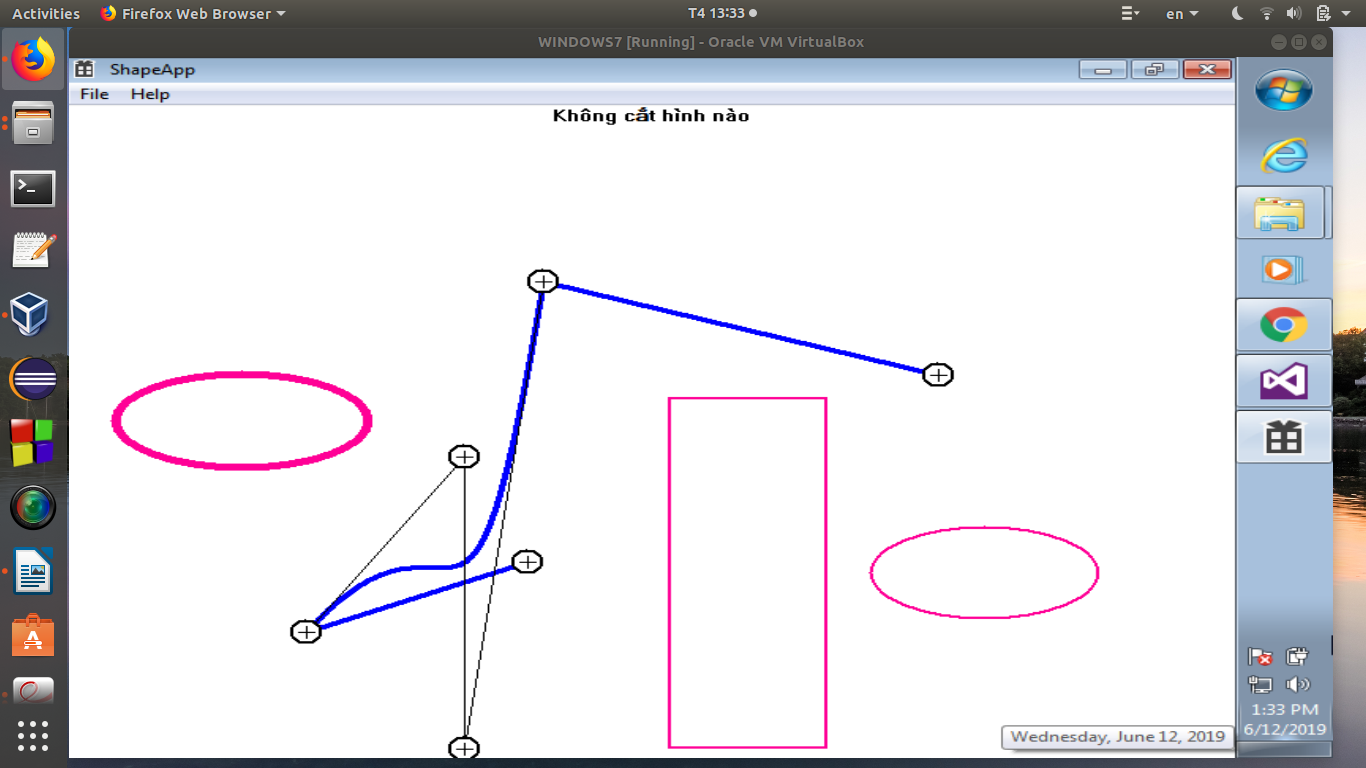 Activities Firefox Web Browser T4 13:33 en
WINDOWS7 [Running] - Oracle VM VirtualBox
ShapeApp
File Help
Không cắt hình nào
1:33 PM
6/12/2019
Wednesday, June 12, 2019